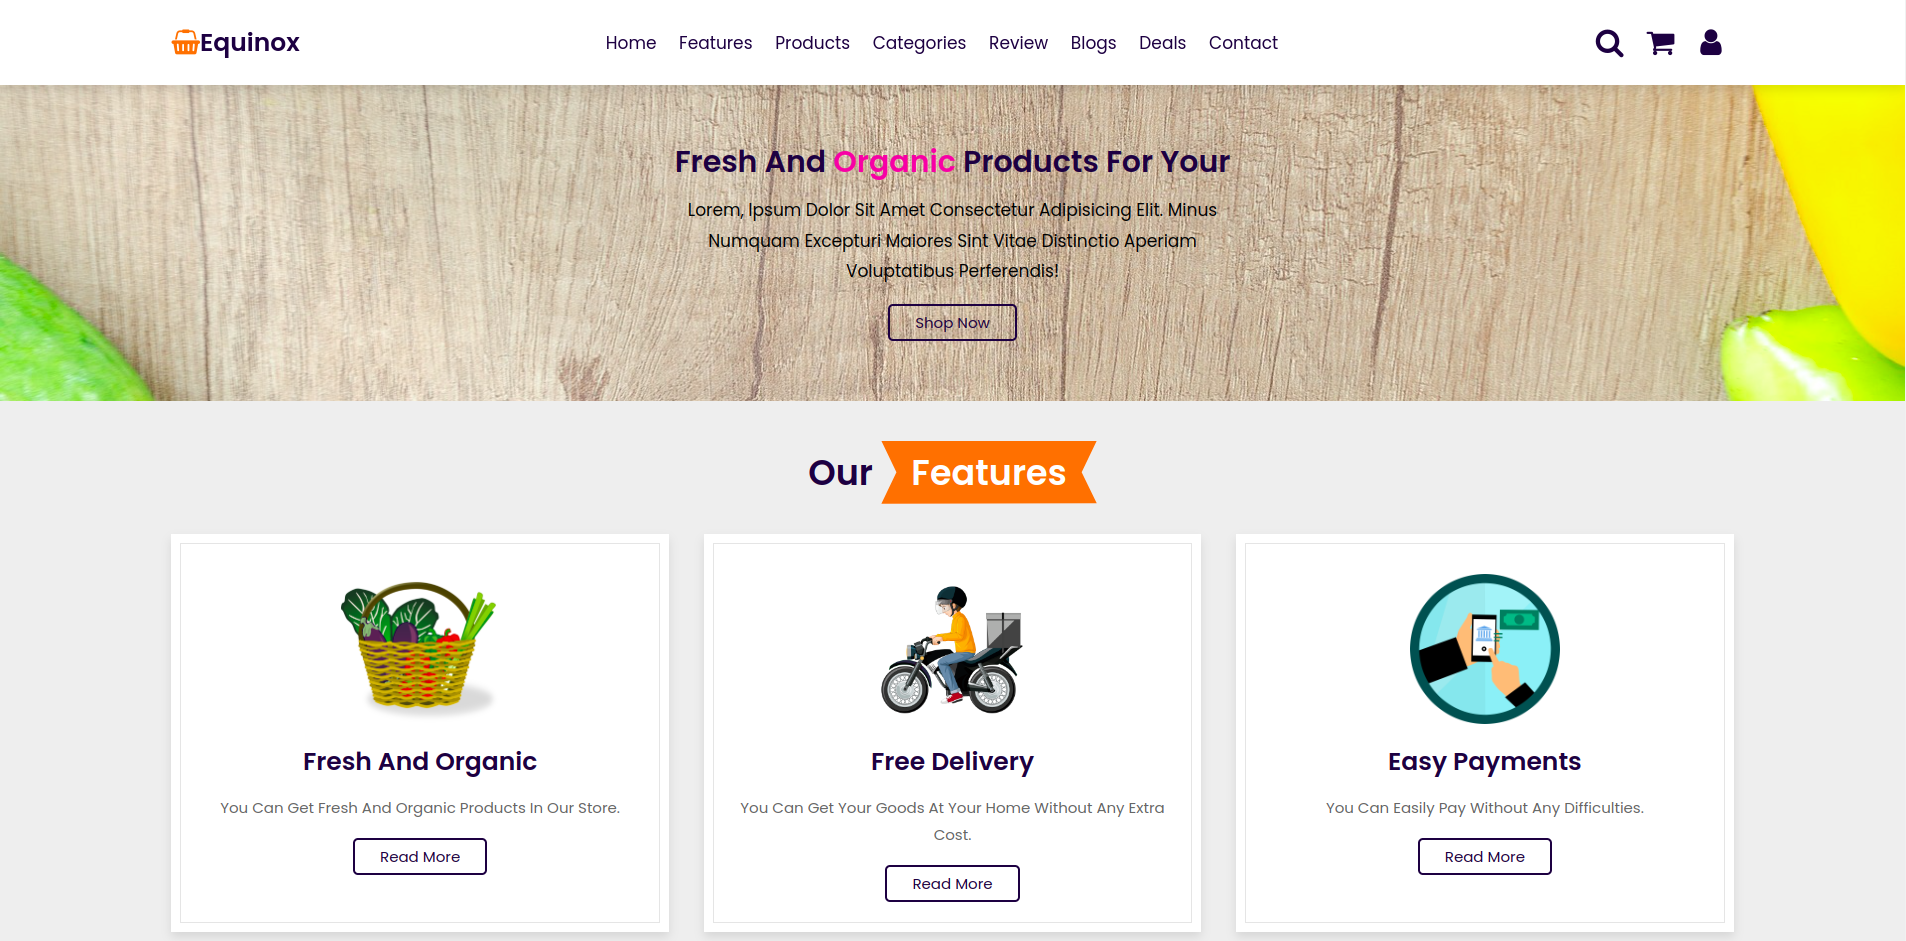 Equinox
Home Features Products Categories Review Blogs Deals Contact
Fresh And Organic Products For Your
Lorem, Ipsum Dolor Sit Amet Consectetur Adipisicing Elit. Minus
Numquam Excepturi Maiores Sint Vitae Distinctio Aperiam
Voluptatibus Perferendis!
Shop Now
Our Features
Fresh And Organic
You Can Get Fresh And Organic Products In Our Store.
Read More
Free Delivery
You Can Get Your Goods At Your Home Without Any Extra
Cost.
Read More
Easy Payments
You Can Easily Pay Without Any Difficulties.
Read More